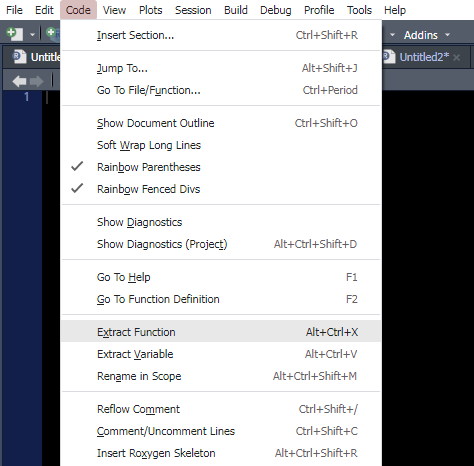 File Edit Code View Plots Session Build Debug Profile Tools Help
Insert Section... Ctrl+Shift+R
Addins
Jump To... Alt+Shift+J
Untitled2*
Go To File/Function... Ctrl+Period
1
Show Document Outline Ctrl+Shift+O
Soft Wrap Long Lines
Rainbow Parentheses
Rainbow Fenced Divs
Show Diagnostics
Show Diagnostics (Project) Alt+Ctrl+Shift+D
Go To Help F1
Go To Function Definition F2
Extract Function Alt+Ctrl+X
Extract Variable Alt+Ctrl+V
Rename in Scope Alt+Ctrl+Shift+M
Reflow Comment Ctrl+Shift+/
Comment/Uncomment Lines Ctrl+Shift+C
Insert Roxygen Skeleton Alt+Ctrl+Shift+R